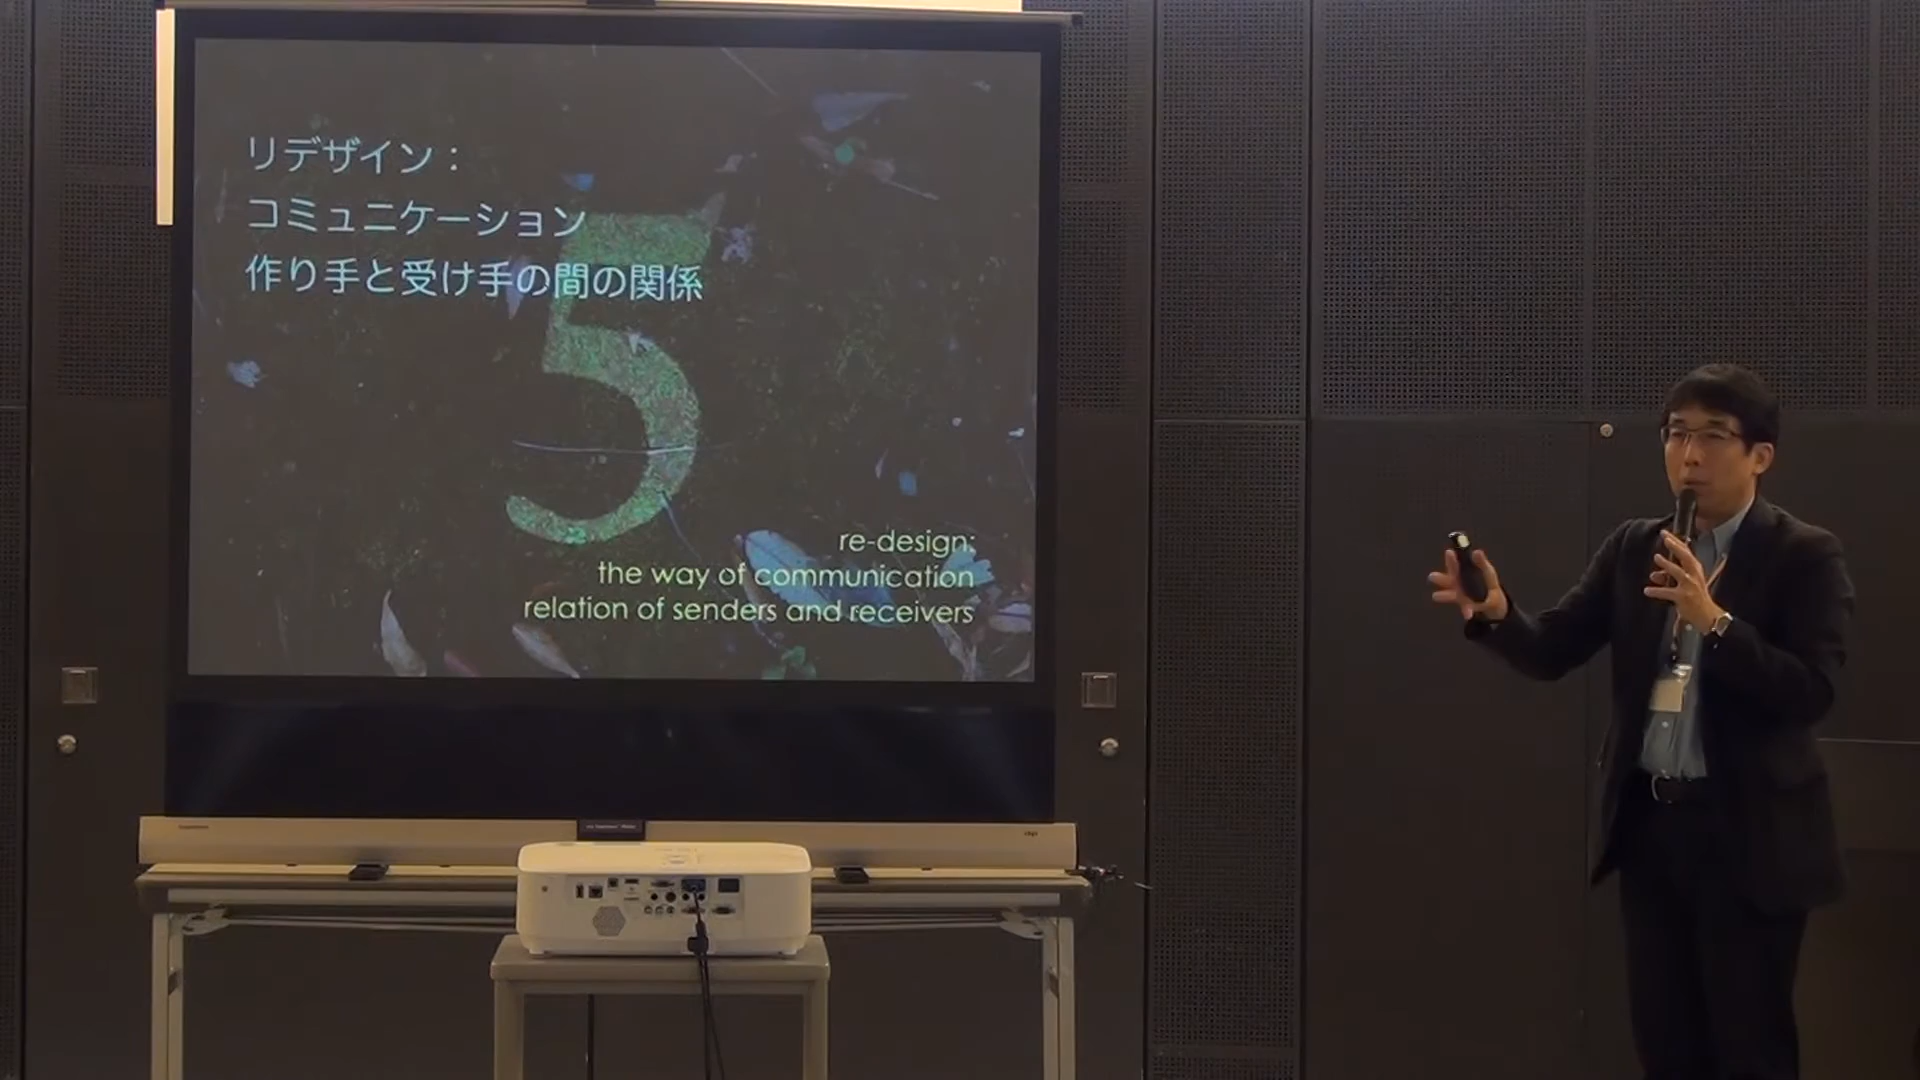 リデザイン：
コミュニケーション
作り手と受け手の間の関係
5
re-design:
the way of communication
relation of senders and receivers